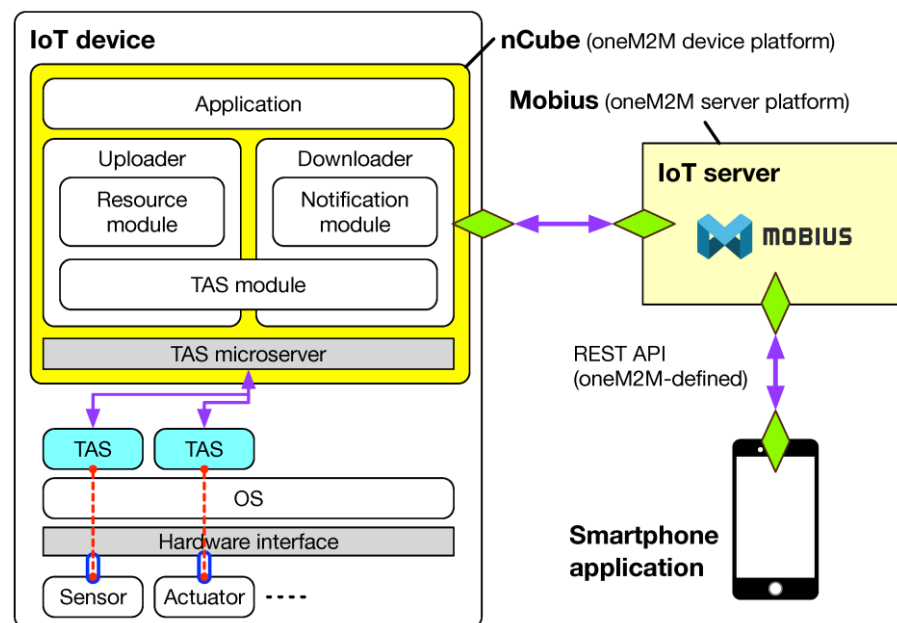 IoT device
nCube (oneM2M device platform)
Application
Mobius (oneM2M server platform)
Uploader
Downloader
IoT server
Resource
module
Notification
module
MOBIUS
TAS module
TAS microserver
REST API
(oneM2M-defined)
TAS
TAS
OS
Hardware interface
Smartphone
application
Sensor
Actuator